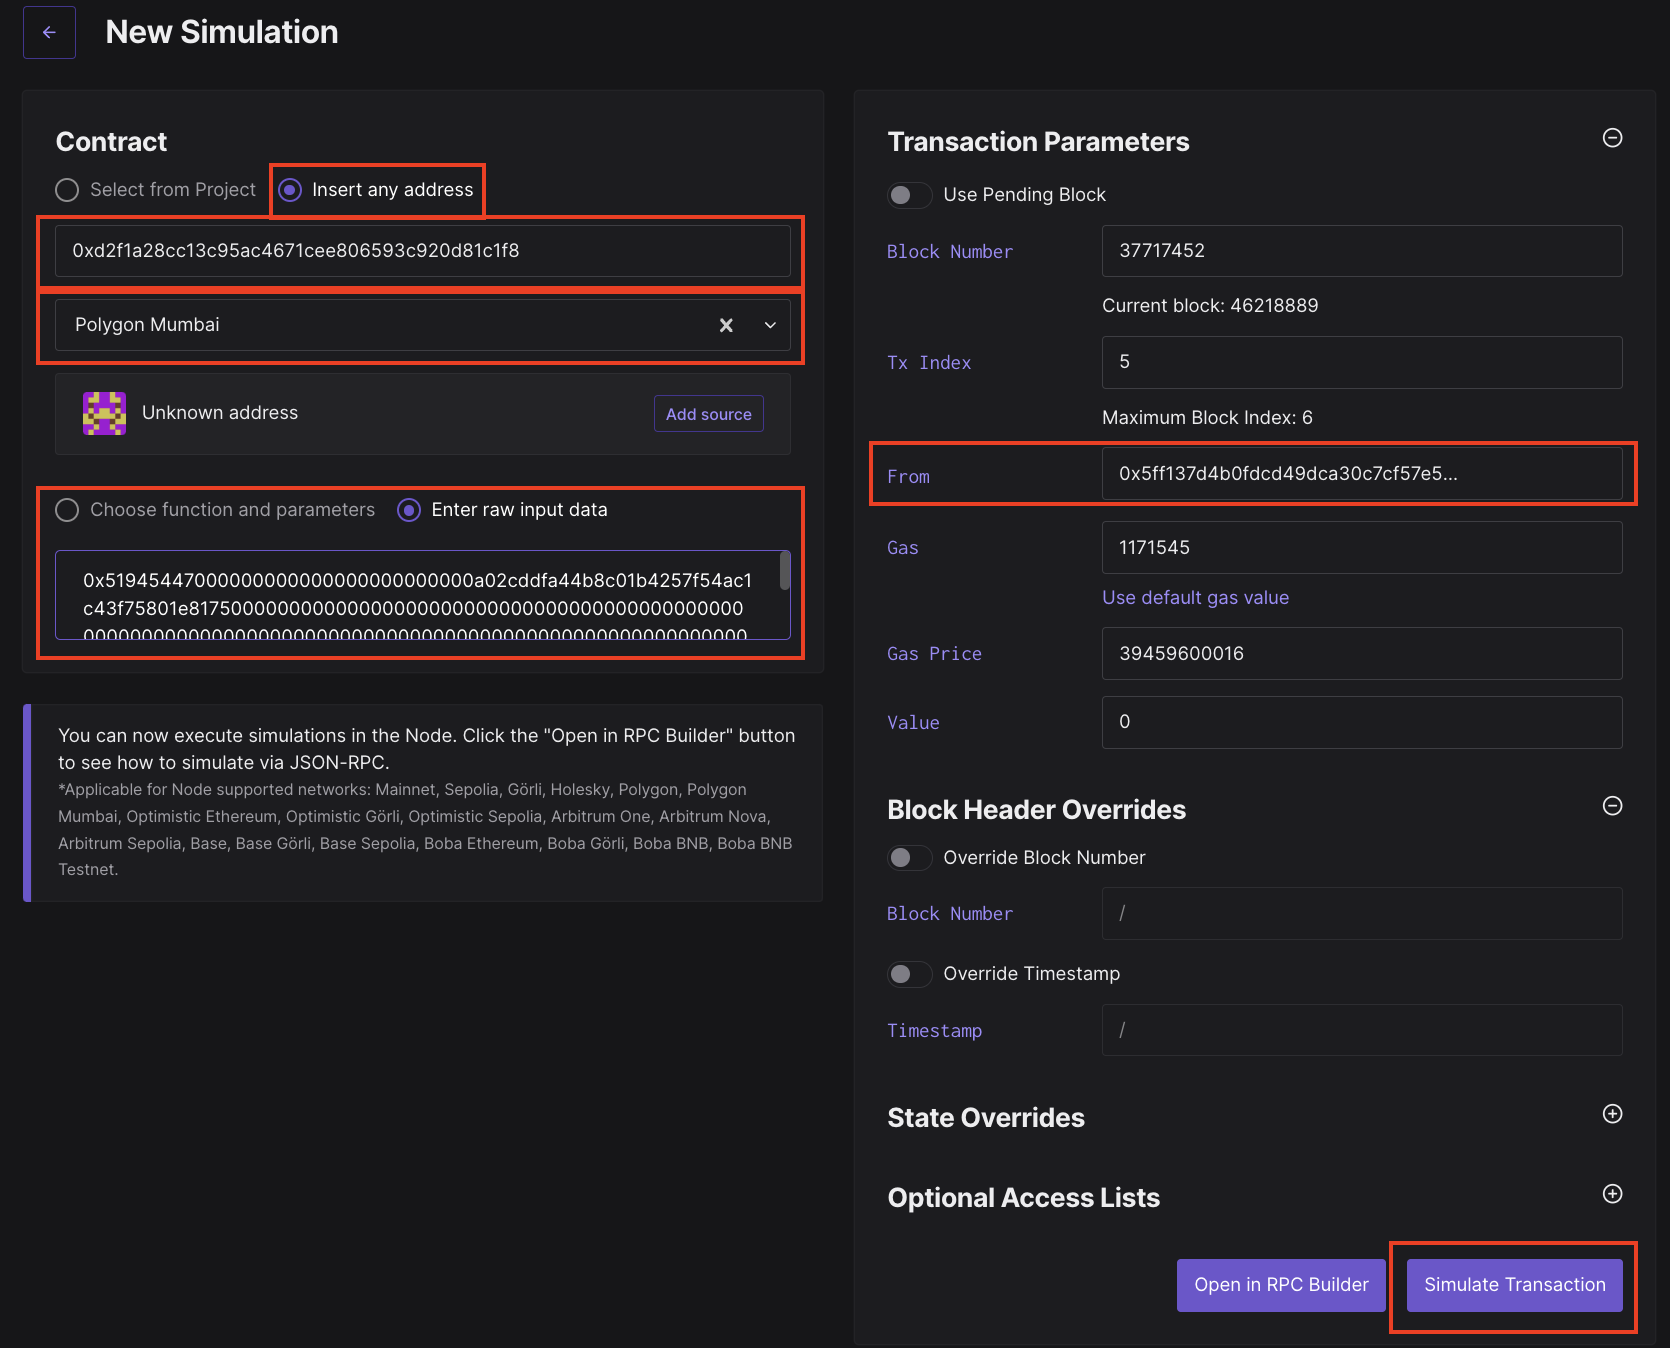 New Simulation
Contract
Select from Project
Insert any address
0xd2f1a28cc13c95ac4671cee806593c920d81c1f8
Polygon Mumbai
Unknown address
Add source
Choose function and parameters
Enter raw input data
0x519454470000000000000000000000000a02cddfa44b8c01b4257f54ac1
c43f75801e8175000000000000000000000000000000000000000000000
0000000000000000000000000000000000000000000000000000000000000
You can now execute simulations in the Node. Click the "Open in RPC Builder" button
to see how to simulate via JSON-RPC.
*Applicable for Node supported networks: Mainnet, Sepolia, Görli, Holesky, Polygon, Polygon
Mumbai, Optimistic Ethereum, Optimistic Görli, Optimistic Sepolia, Arbitrum One, Arbitrum Nova,
Arbitrum Sepolia, Base, Base Görli, Base Sepolia, Boba Ethereum, Boba Görli, Boba BNB, Boba BNB
Testnet.
Transaction Parameters
Use Pending Block
Block Number
37717452
Current block: 46218889
Tx Index
5
Maximum Block Index: 6
From
0x5ff137d4b0fdcd49dca30c7cf57e5...
Gas
1171545
Use default gas value
Gas Price
39459600016
Value
0
Block Header Overrides
Override Block Number
Block Number
/
Override Timestamp
Timestamp
/
State Overrides
Optional Access Lists
Open in RPC Builder
Simulate Transaction